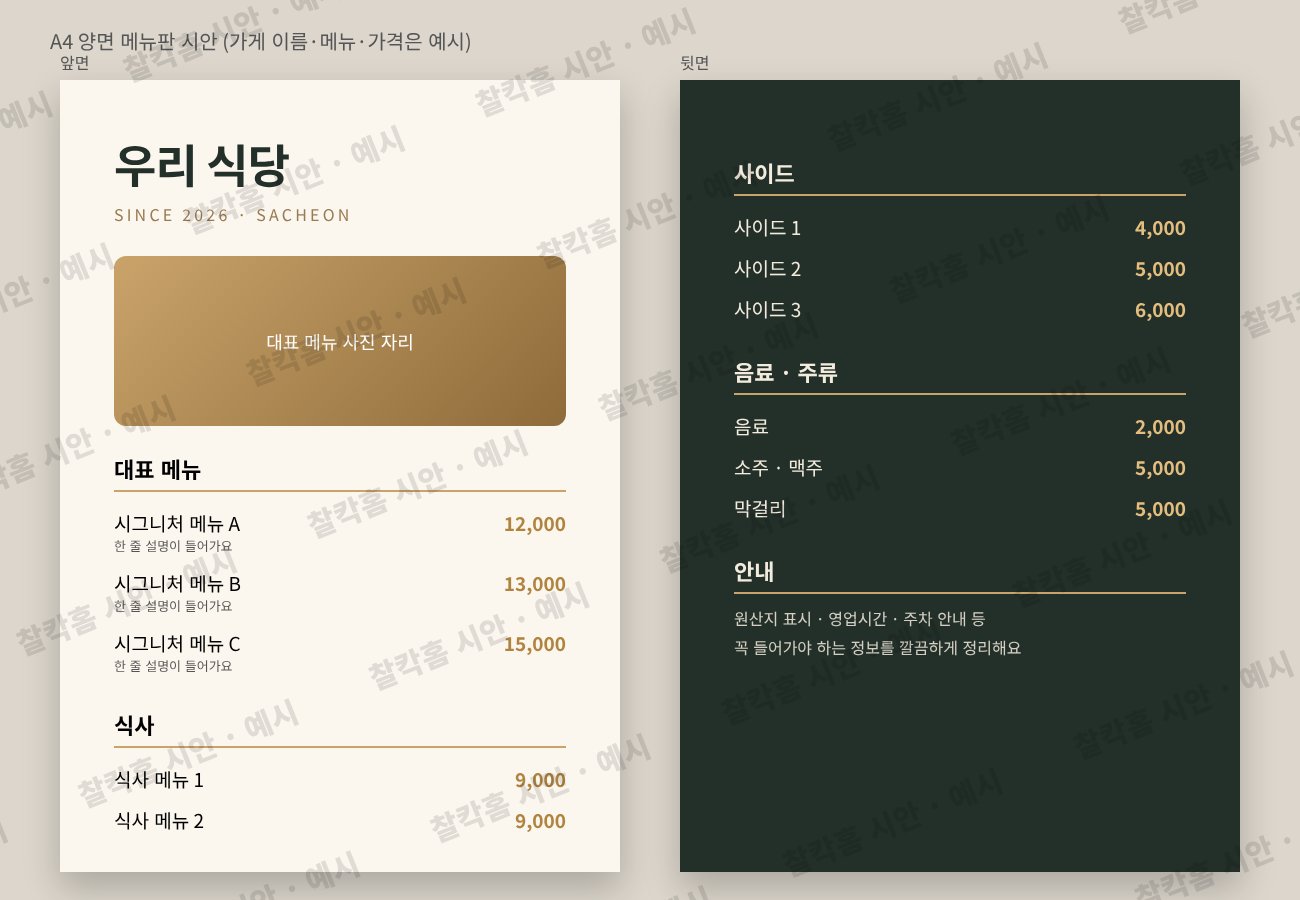 A4 양면 메뉴판 시안 (가게 이름·메뉴·가격은 예시)
앞면
우리 식당
SINCE 2026 · SACHEON
대표 메뉴 사진 자리
대표 메뉴
시그니처 메뉴 A 12,000
한 줄 설명이 들어가요
시그니처 메뉴 B 13,000
한 줄 설명이 들어가요
시그니처 메뉴 C 15,000
한 줄 설명이 들어가요
식사
식사 메뉴 1 9,000
식사 메뉴 2 9,000
뒷면
사이드
사이드 1 4,000
사이드 2 5,000
사이드 3 6,000
음료 · 주류
음료 2,000
소주 · 맥주 5,000
막걸리 5,000
안내
원산지 표시 · 영업시간 · 주차 안내 등
꼭 들어가야 하는 정보를 깔끔하게 정리해요
찰칵홈 시안 · 예시